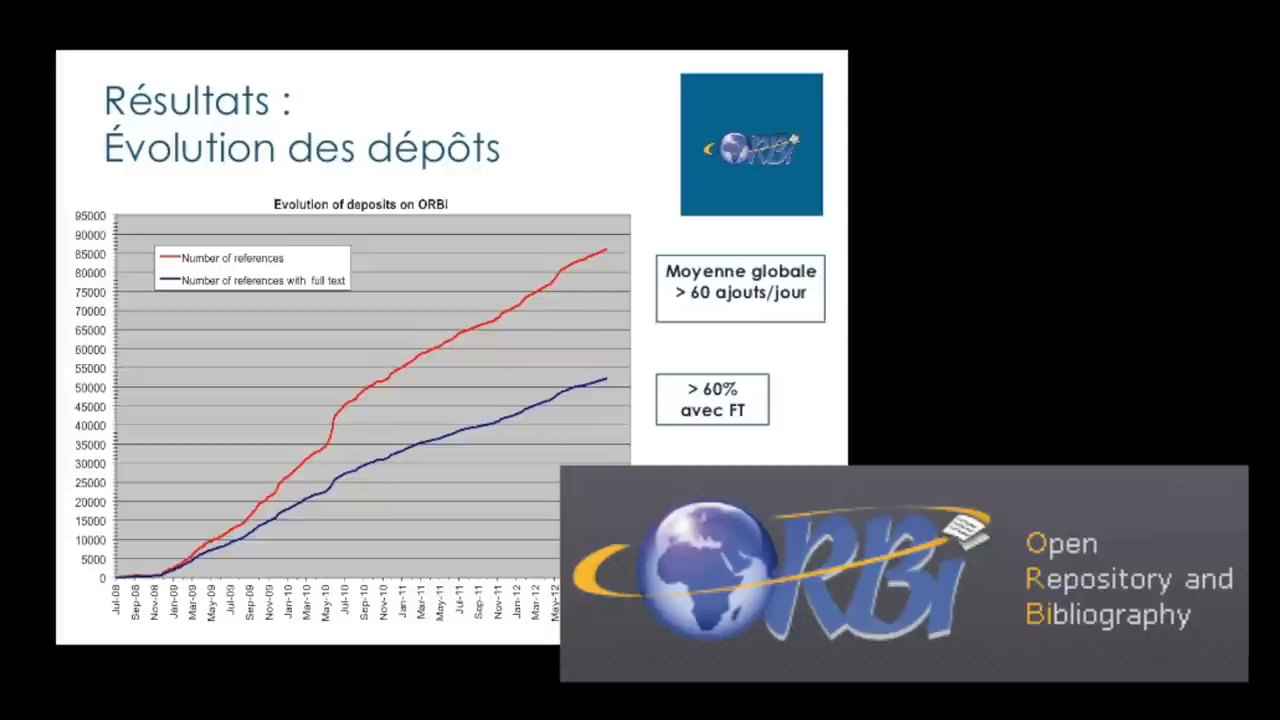 Résultats :
Évolution des dépôts
ORBi
Evolution of deposits on ORBI
95000
90000
85000
80000
75000
70000
65000
60000
55000
50000
45000
40000
35000
30000
25000
20000
15000
10000
5000
0
Number of references
Number of references with full text
Jul-08
Sep-08
Nov-08
Jan-09
Mar-09
May-09
Jul-09
Sep-09
Nov-09
Jan-10
Mar-10
May-10
Jul-10
Sep-10
Nov-10
Jan-11
Mar-11
May-11
Jul-11
Sep-11
Nov-11
Jan-12
Mar-12
May-12
Moyenne globale
> 60 ajouts/jour
> 60%
avec FT
ORBi
Open
Repository and
Bibliography